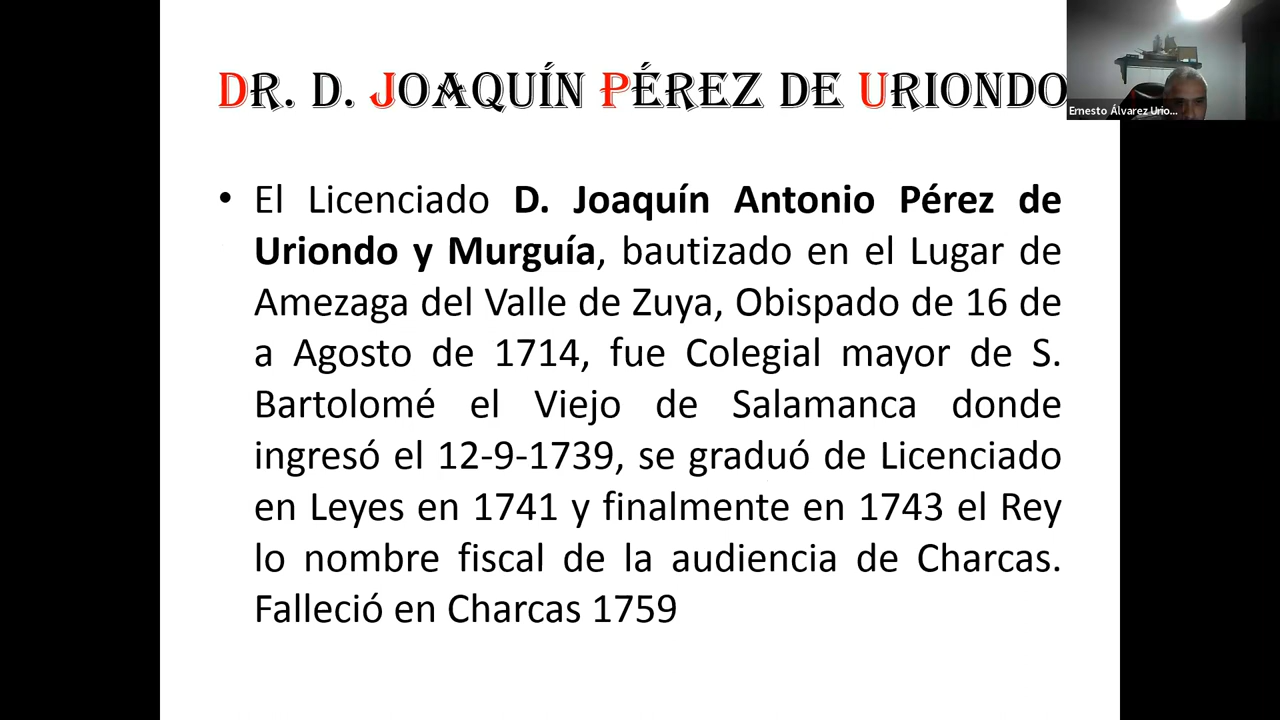 DR. D. JOAQUÍN PÉREZ DE URIONDO
Ernesto Álvarez Urio...
• El Licenciado D. Joaquín Antonio Pérez de
Uriondo y Murguía, bautizado en el Lugar de
Amezaga del Valle de Zuya, Obispado de 16 de
a Agosto de 1714, fue Colegial mayor de S.
Bartolomé el Viejo de Salamanca donde
ingresó el 12-9-1739, se graduó de Licenciado
en Leyes en 1741 y finalmente en 1743 el Rey
lo nombre fiscal de la audiencia de Charcas.
Falleció en Charcas 1759